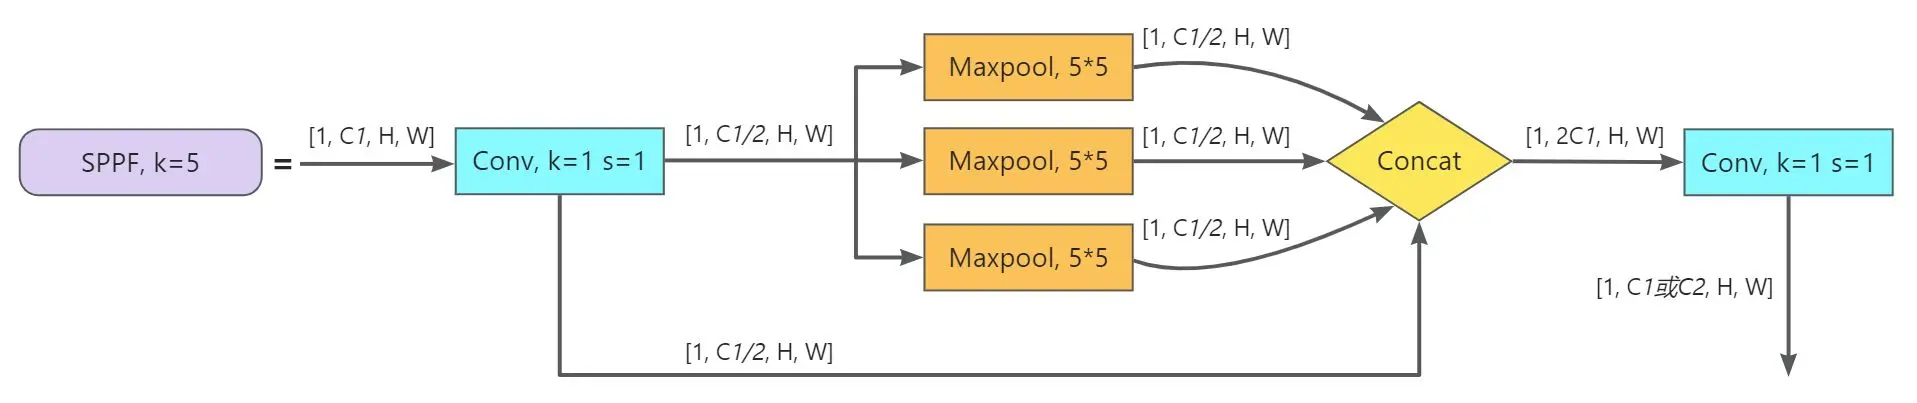 SPPF, k=5
=
[1, C1, H, W]
Conv, k=1 s=1
[1, C1/2, H, W]
Maxpool, 5*5
[1, C1/2, H, W]
Maxpool, 5*5
[1, C1/2, H, W]
Maxpool, 5*5
[1, C1/2, H, W]
[1, C1/2, H, W]
Concat
[1, 2C1, H, W]
Conv, k=1 s=1
[1, C1或C2, H, W]